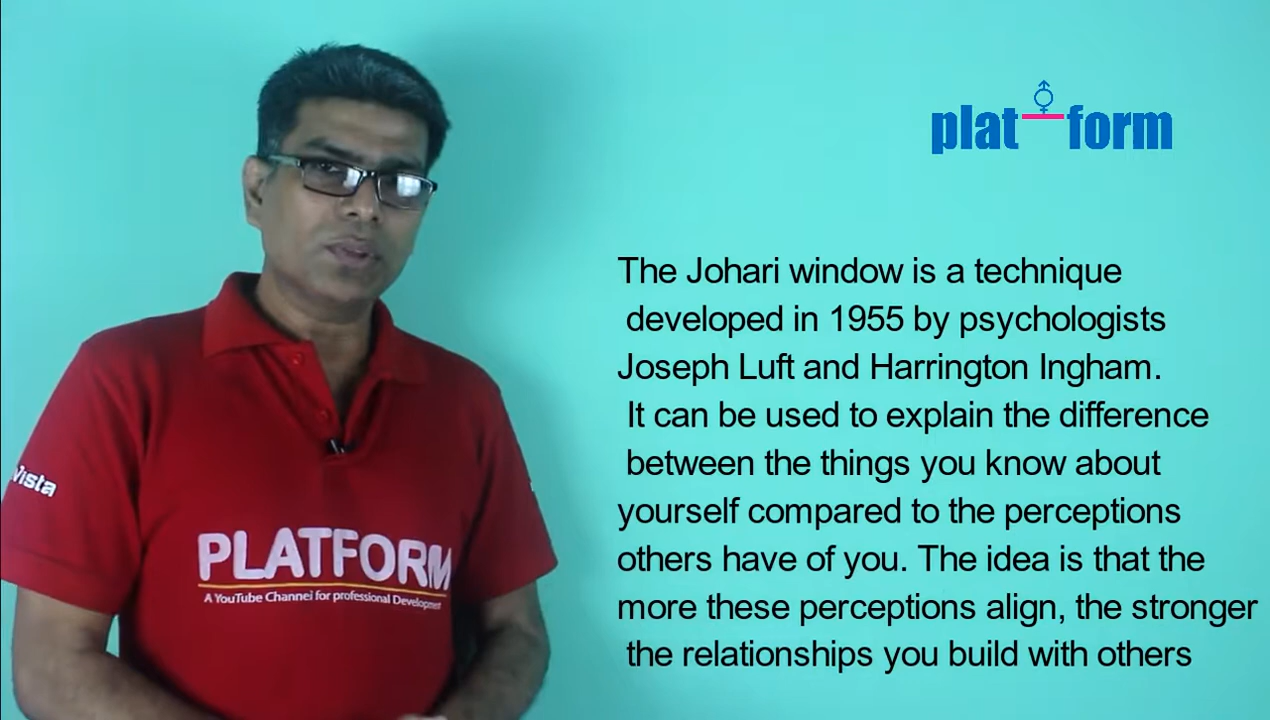 plat form
The Johari window is a technique
developed in 1955 by psychologists
Joseph Luft and Harrington Ingham.
It can be used to explain the difference
between the things you know about
yourself compared to the perceptions
others have of you. The idea is that the
more these perceptions align, the stronger
the relationships you build with others
Vista
PLATFORM
A YouTube Channel for professional Development